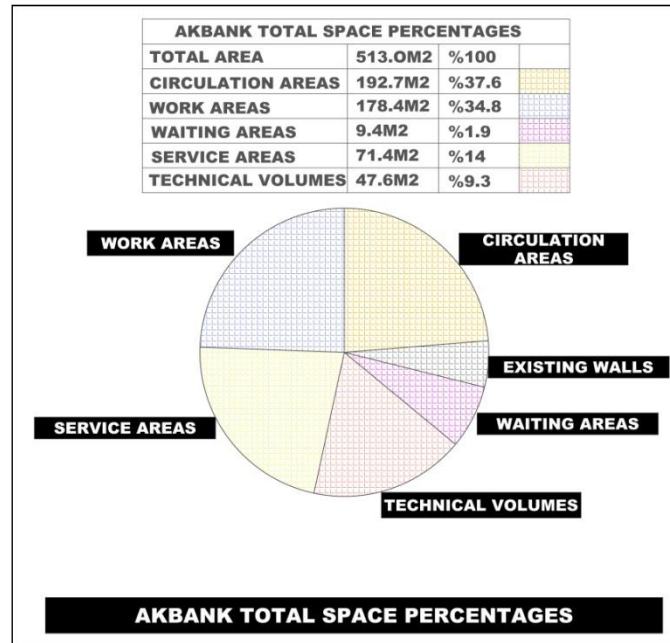 AKBANK TOTAL SPACE PERCENTAGES
TOTAL AREA 513.OM2 %100
CIRCULATION AREAS 192.7M2 %37.6
WORK AREAS 178.4M2 %34.8
WAITING AREAS 9.4M2 %1.9
SERVICE AREAS 71.4M2 %14
TECHNICAL VOLUMES 47.6M2 %9.3
WORK AREAS
CIRCULATION
AREAS
EXISTING WALLS
SERVICE AREAS
WAITING AREAS
TECHNICAL VOLUMES
AKBANK TOTAL SPACE PERCENTAGES